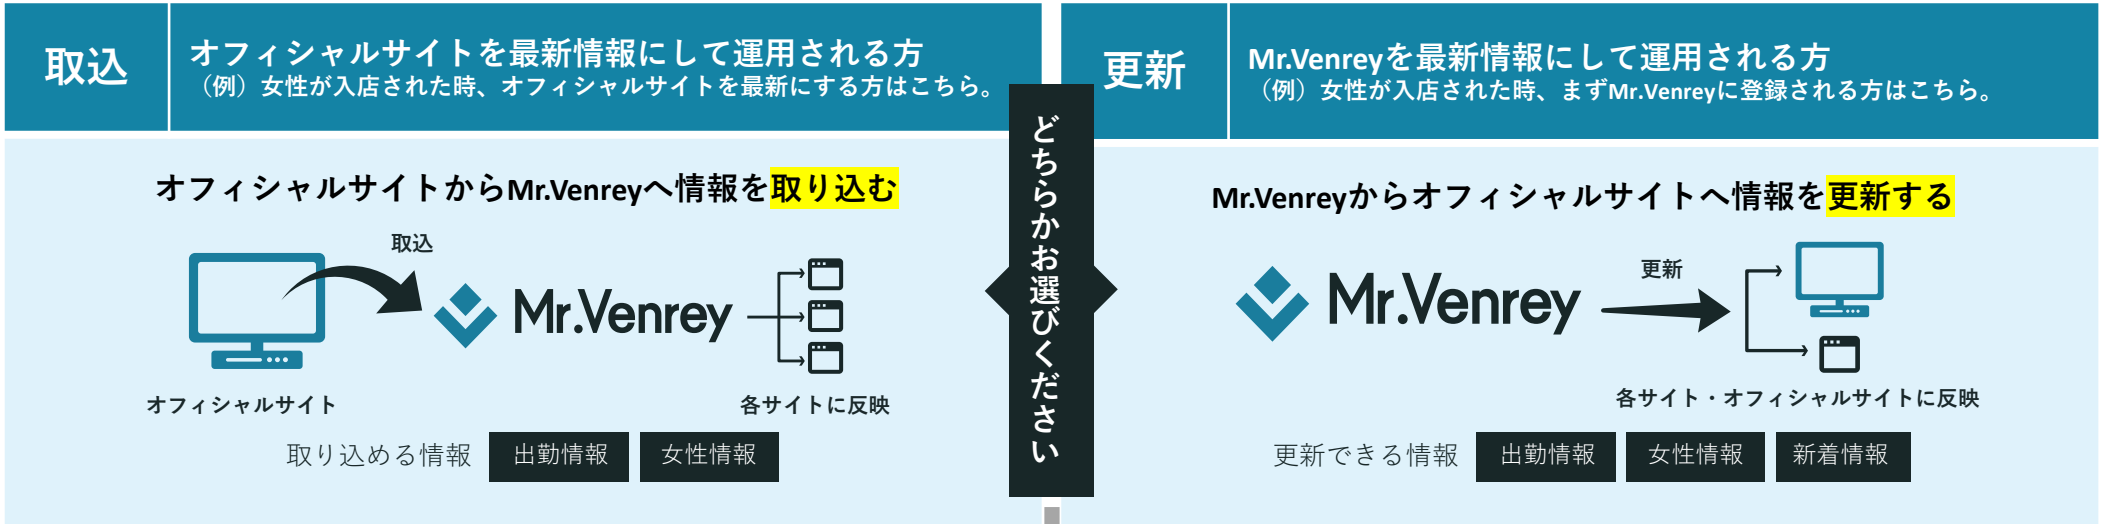 取込
オフィシャルサイトを最新情報にして運用される方
（例）女性が入店された時、オフィシャルサイトを最新にする方はこちら。
オフィシャルサイトからMr.Venreyへ情報を取り込む
取込
Mr.Venrey
オフィシャルサイト
各サイトに反映
取り込める情報
出勤情報
女性情報
どちらかお選びください
更新
Mr.Venreyを最新情報にして運用される方
（例）女性が入店された時、まずMr.Venreyに登録される方はこちら。
Mr.Venreyからオフィシャルサイトへ情報を更新する
更新
Mr.Venrey
各サイト・オフィシャルサイトに反映
更新できる情報
出勤情報
女性情報
新着情報